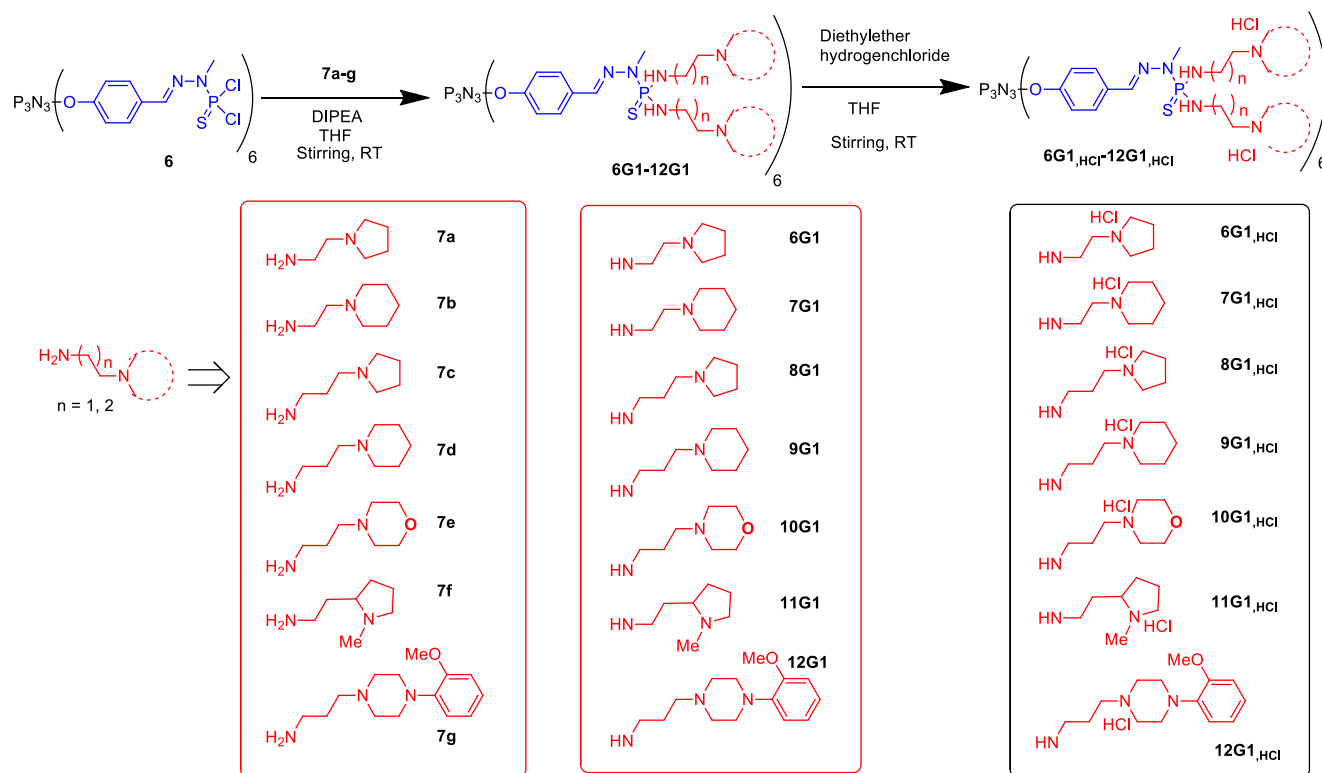 P3N3
O
N
N
Cl
P
S
Cl
6
6
7a-g
DIPEA
THF
Stirring, RT
P3N3
O
N
N
HN
n
N
P
S
HN
n
N
6
6G1-12G1
Diethylether
hydrogenchloride
THF
Stirring, RT
P3N3
O
N
N
HCl
HN
n
N
P
S
HN
n
N
HCl
6
6G1,HCl-12G1,HCl
H2N
n
N
n = 1, 2
7a
N
H2N
7b
N
H2N
7c
N
H2N
7d
N
H2N
7e
N
O
H2N
7f
H2N
N
Me
MeO
N
N
H2N
7g
6G1
N
HN
7G1
N
HN
8G1
N
HN
9G1
N
HN
10G1
N
O
HN
11G1
HN
N
Me
12G1
MeO
N
N
HN
6G1,HCl
HCl
N
HN
7G1,HCl
HCl
N
HN
8G1,HCl
HCl
N
HN
9G1,HCl
HCl
N
HN
10G1,HCl
HCl
N
O
HN
11G1,HCl
HN
N
Me
HCl
MeO
N
N
HCl
HN
12G1,HCl